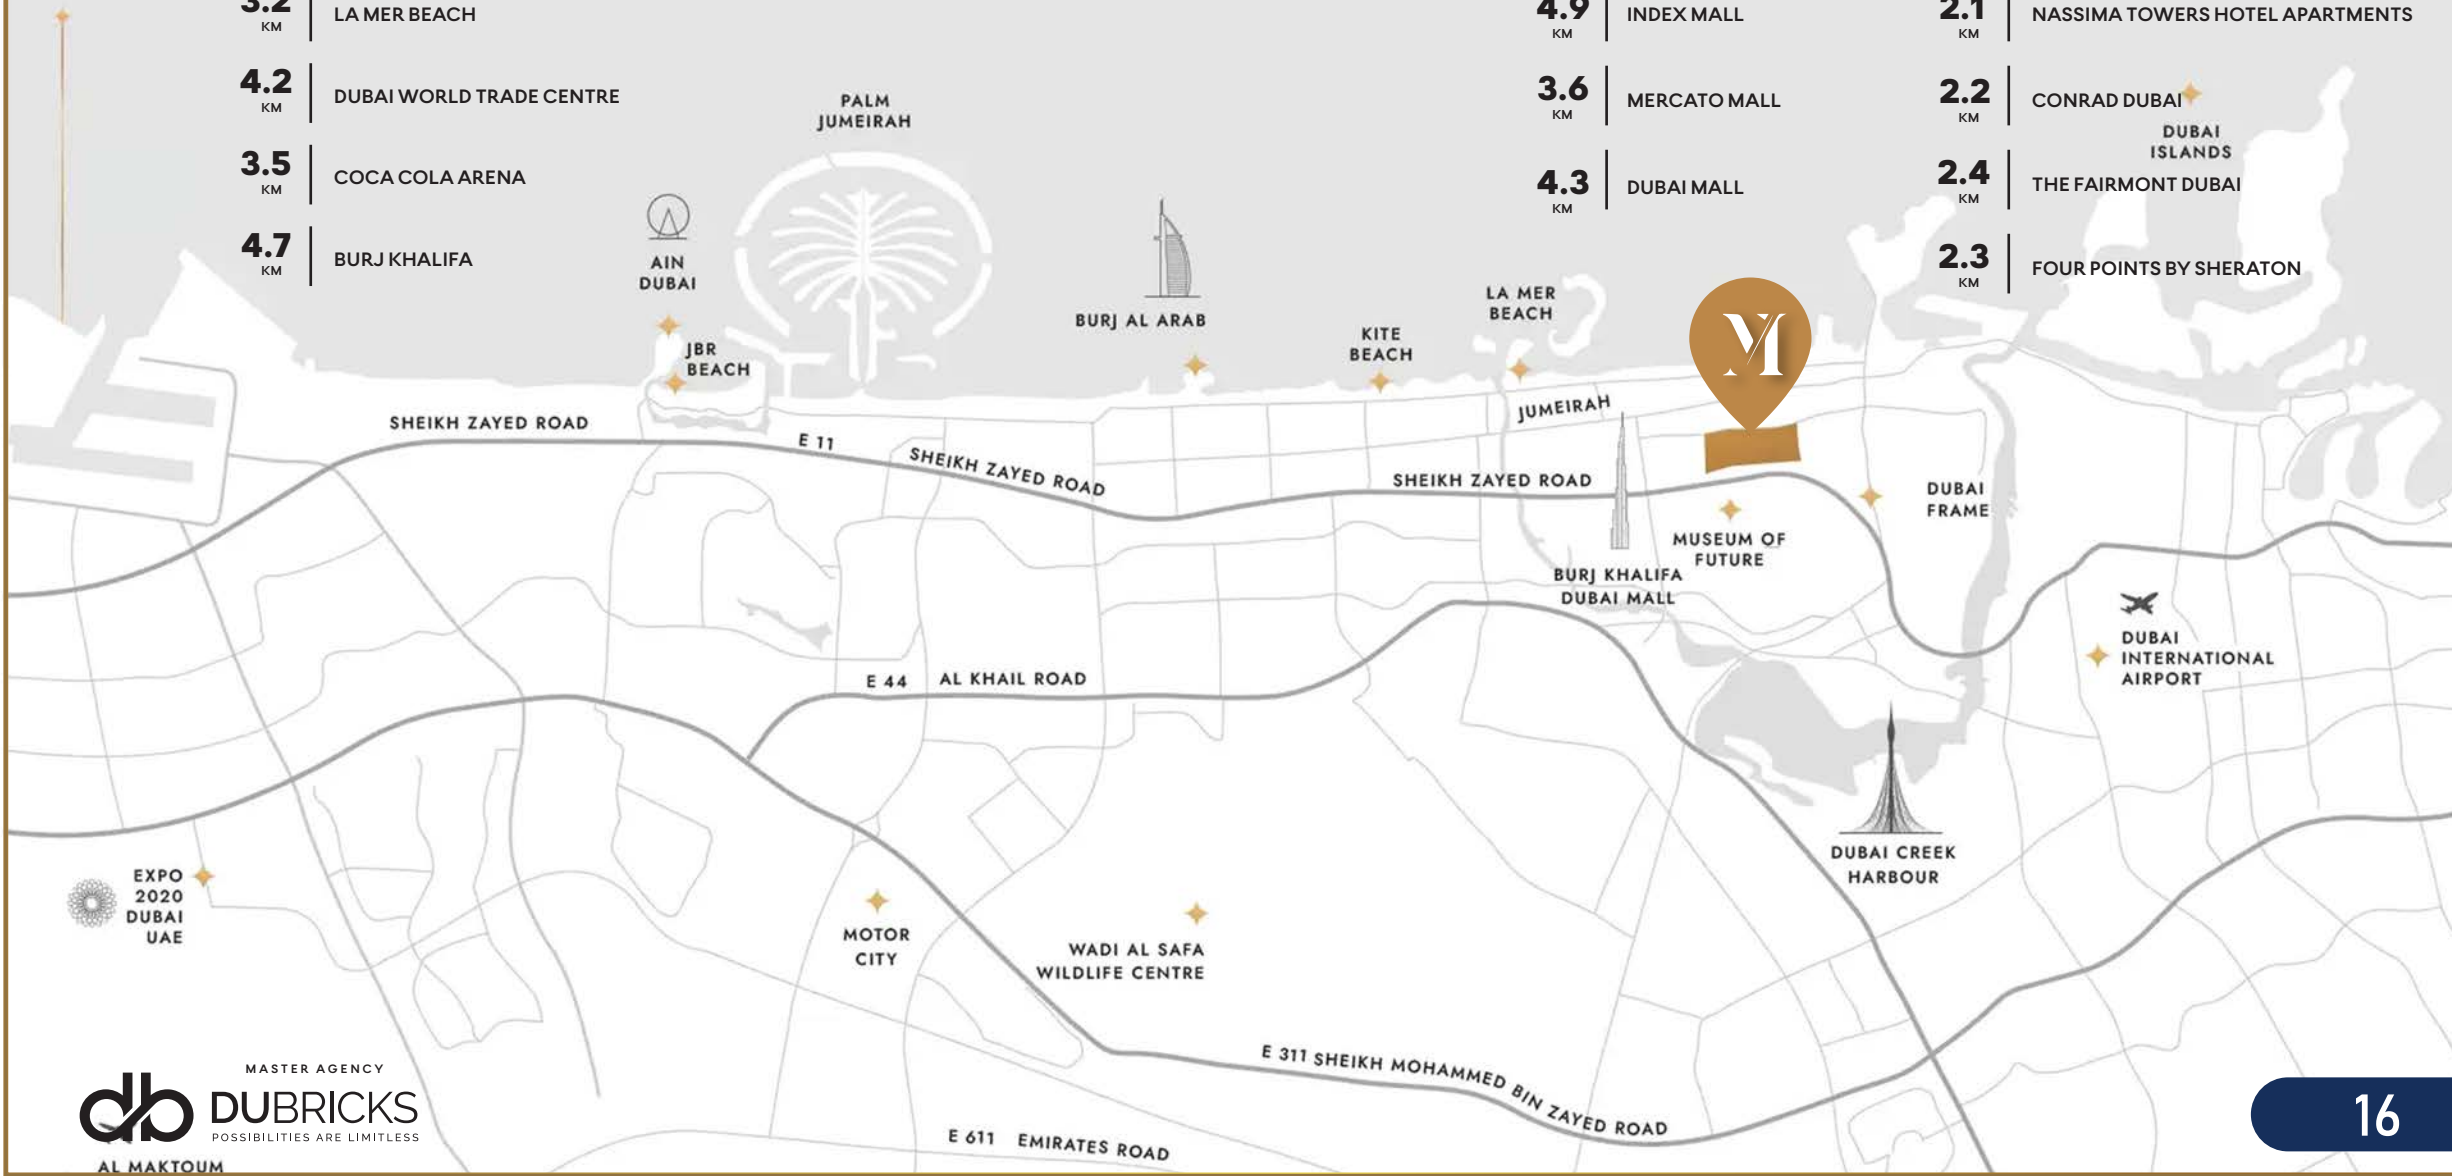 3.2
KM
LA MER BEACH
4.2
KM
DUBAI WORLD TRADE CENTRE
3.5
KM
COCA COLA ARENA
4.7
KM
BURJ KHALIFA
4.9
KM
INDEX MALL
3.6
KM
MERCATO MALL
4.3
KM
DUBAI MALL
2.1
KM
NASSIMA TOWERS HOTEL APARTMENTS
2.2
KM
CONRAD DUBAI
2.4
KM
THE FAIRMONT DUBAI
2.3
KM
FOUR POINTS BY SHERATON
PALM
JUMEIRAH
DUBAI
ISLANDS
AIN
DUBAI
JBR
BEACH
BURJ AL ARAB
KITE
BEACH
LA MER
BEACH
M
JUMEIRAH
SHEIKH ZAYED ROAD
E 11
SHEIKH ZAYED ROAD
SHEIKH ZAYED ROAD
DUBAI
FRAME
MUSEUM OF
FUTURE
BURJ KHALIFA
DUBAI MALL
DUBAI
INTERNATIONAL
AIRPORT
E 44 AL KHAIL ROAD
DUBAI CREEK
HARBOUR
EXPO
2020
DUBAI
UAE
MOTOR
CITY
WADI AL SAFA
WILDLIFE CENTRE
E 311 SHEIKH MOHAMMED BIN ZAYED ROAD
E 611 EMIRATES ROAD
MASTER AGENCY
db DUBRICKS
POSSIBILITIES ARE LIMITLESS
AL MAKTOUM
16